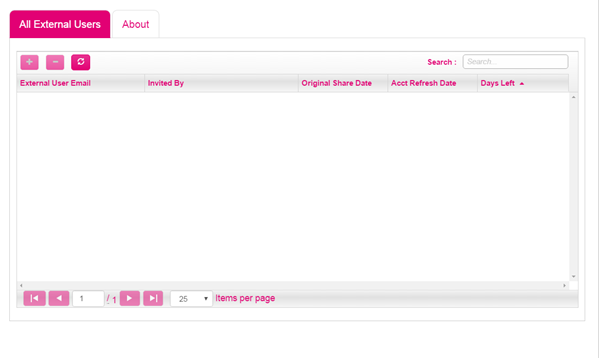 All External Users About
Search : Search...
External User Email Invited By Original Share Date Acct Refresh Date Days Left
1 / 1 25 Items per page